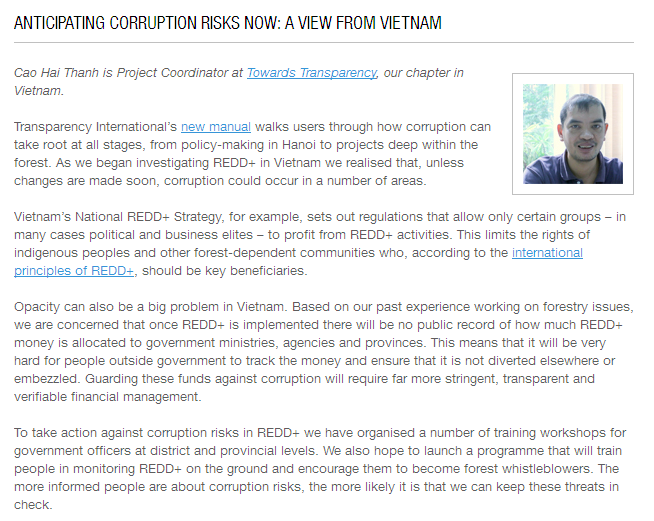 ANTICIPATING CORRUPTION RISKS NOW: A VIEW FROM VIETNAM
Cao Hai Thanh is Project Coordinator at Towards Transparency, our chapter in
Vietnam.
Transparency International's new manual walks users through how corruption can
take root at all stages, from policy-making in Hanoi to projects deep within the
forest. As we began investigating REDD+ in Vietnam we realised that, unless
changes are made soon, corruption could occur in a number of areas.
Vietnam's National REDD+ Strategy, for example, sets out regulations that allow only certain groups – in
many cases political and business elites – to profit from REDD+ activities. This limits the rights of
indigenous peoples and other forest-dependent communities who, according to the international
principles of REDD+, should be key beneficiaries.
Opacity can also be a big problem in Vietnam. Based on our past experience working on forestry issues,
we are concerned that once REDD+ is implemented there will be no public record of how much REDD+
money is allocated to government ministries, agencies and provinces. This means that it will be very
hard for people outside government to track the money and ensure that it is not diverted elsewhere or
embezzled. Guarding these funds against corruption will require far more stringent, transparent and
verifiable financial management.
To take action against corruption risks in REDD+ we have organised a number of training workshops for
government officers at district and provincial levels. We also hope to launch a programme that will train
people in monitoring REDD+ on the ground and encourage them to become forest whistleblowers. The
more informed people are about corruption risks, the more likely it is that we can keep these threats in
check.